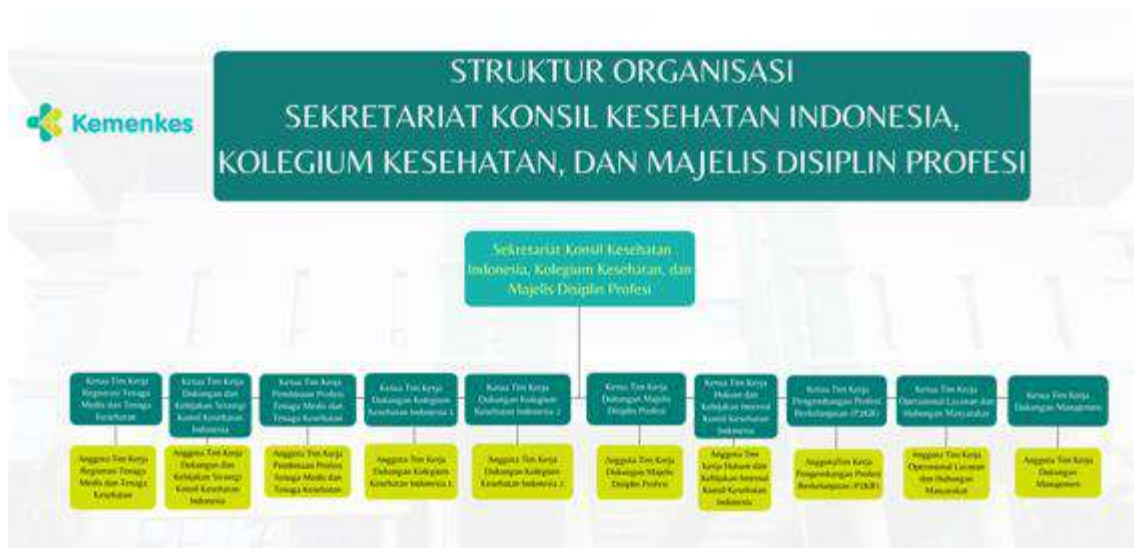 STRUKTUR ORGANISASI
SEKRETARIAT KONSIL KESEHATAN INDONESIA,
KOLEGIUM KESEHATAN, DAN MAJELIS DISIPLIN PROFESI
Kemenkes
Sekretariat Konsil Kesehatan
Indonesia, Kolegium Kesehatan, dan
Majelis Disiplin Profesi
Ketua Tim Kerja
Registrasi Tenaga
Medis dan Tenaga
Kesehatan
Ketua Tim Kerja
Dukungan dan
Kebijakan Strategi
Konsil Kesehatan
Indonesia
Ketua Tim Kerja
Pembinaan Profesi
Tenaga Medis dan
Tenaga Kesehatan
Ketua Tim Kerja
Dukungan Kolegium
Kesehatan Indonesia 1
Ketua Tim Kerja
Dukungan Kolegium
Kesehatan Indonesia 2
Ketua Tim Kerja
Dukungan Majelis
Disiplin Profesi
Ketua Tim Kerja
Hukum dan
Kebijakan Internal
Konsil Kesehatan
Indonesia
Ketua Tim Kerja
Pengembangan Profesi
Berkelanjutan (P2KB)
Ketua Tim Kerja
Operasional Layanan dan
Hubungan Masyarakat
Ketua Tim Kerja
Dukungan Manajemen
Anggota Tim Kerja
Registrasi Tenaga
Medis dan Tenaga
Kesehatan
Anggota Tim Kerja
Dukungan dan
Kebijakan Strategi
Konsil Kesehatan
Indonesia
Anggota Tim Kerja
Pembinaan Profesi
Tenaga Medis dan
Tenaga Kesehatan
Anggota Tim Kerja
Dukungan Kolegium
Kesehatan Indonesia 1
Anggota Tim Kerja
Dukungan Kolegium
Kesehatan Indonesia 2
Anggota Tim Kerja
Dukungan Majelis
Disiplin Profesi
Anggota Tim
Kerja Hukum dan
Kebijakan Internal
Konsil Kesehatan
Indonesia
AnggotaTim Kerja
Pengembangan Profesi
Berkelanjutan (P2KB)
Anggota Tim Kerja
Operasional Layanan
dan Hubungan
Masyarakat
Anggota Tim Kerja
Dukungan
Manajemen